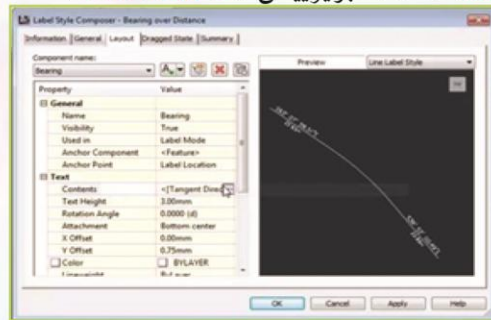 Label Style Composer - Bearing over Distance
Information General Layout Dragged State Summary
Component name:
Bearing
Preview
Line Label Style
Property Value
General
Name Bearing
Visibility True
Used in Label Mode
Anchor Component <Feature>
Anchor Point Label Location
Text
Contents <[Tangent Direc
Text Height 3.00mm
Rotation Angle 0.0000 (d)
Attachment Bottom center
X Offset 0.00mm
Y Offset 0.75mm
Color BYLAYER
Lineweight ByLayer
OK Cancel Apply Help